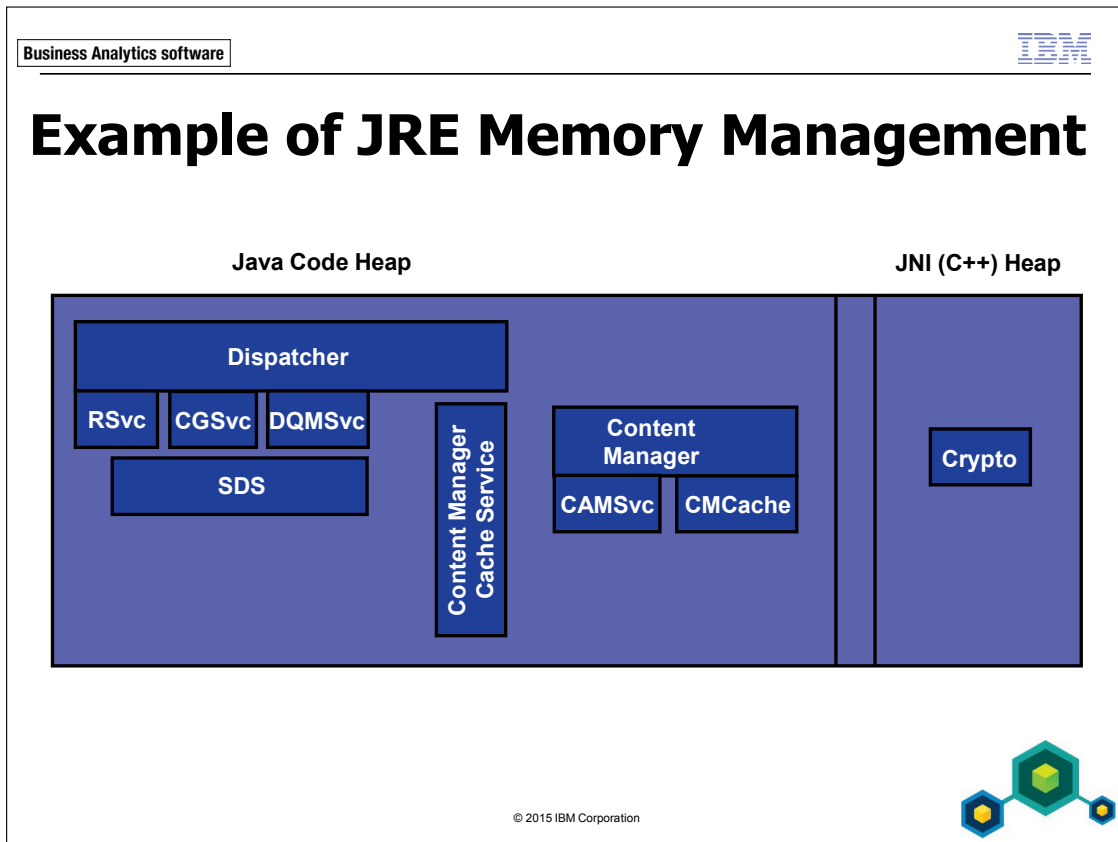 Business Analytics software
IBM
Example of JRE Memory Management
Java Code Heap
JNI (C++) Heap
Dispatcher
RSvc
CGSvc
DQMSvc
SDS
Content Manager
Cache Service
Content
Manager
CAMSvc
CMCache
Crypto
© 2015 IBM Corporation